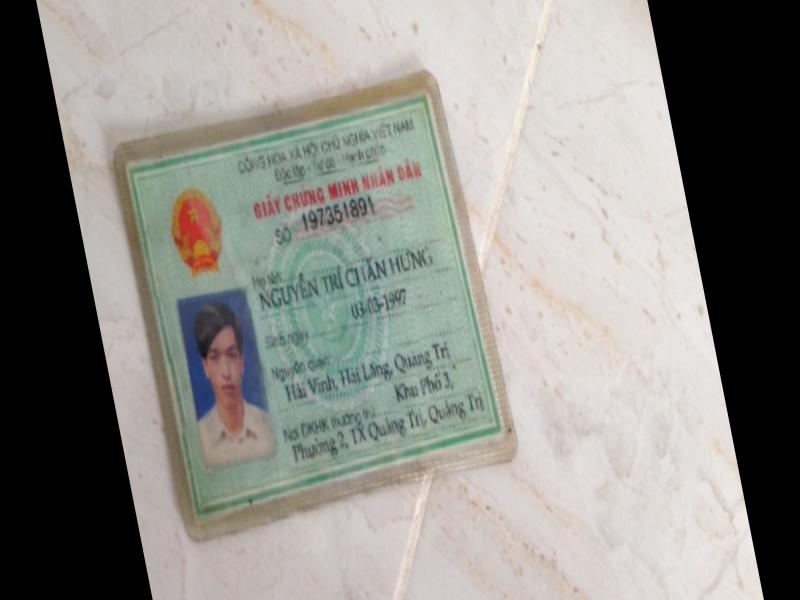 CỘNG HÒA XÃ HỘI CHỦ NGHĨA VIỆT NAM
Độc lập - Tự do - Hạnh phúc
GIẤY CHỨNG MINH NHÂN DÂN
SỐ 197351891
Họ tên:
NGUYỄN TRÍ CHẤN HƯNG
03-03-1997
Sinh ngày
Nguyên quán:
Hải Vĩnh, Hải Lăng, Quảng Trị
Nơi ĐKHK thường trú Khu Phố 3,
Phường 2, TX Quảng Trị, Quảng Trị